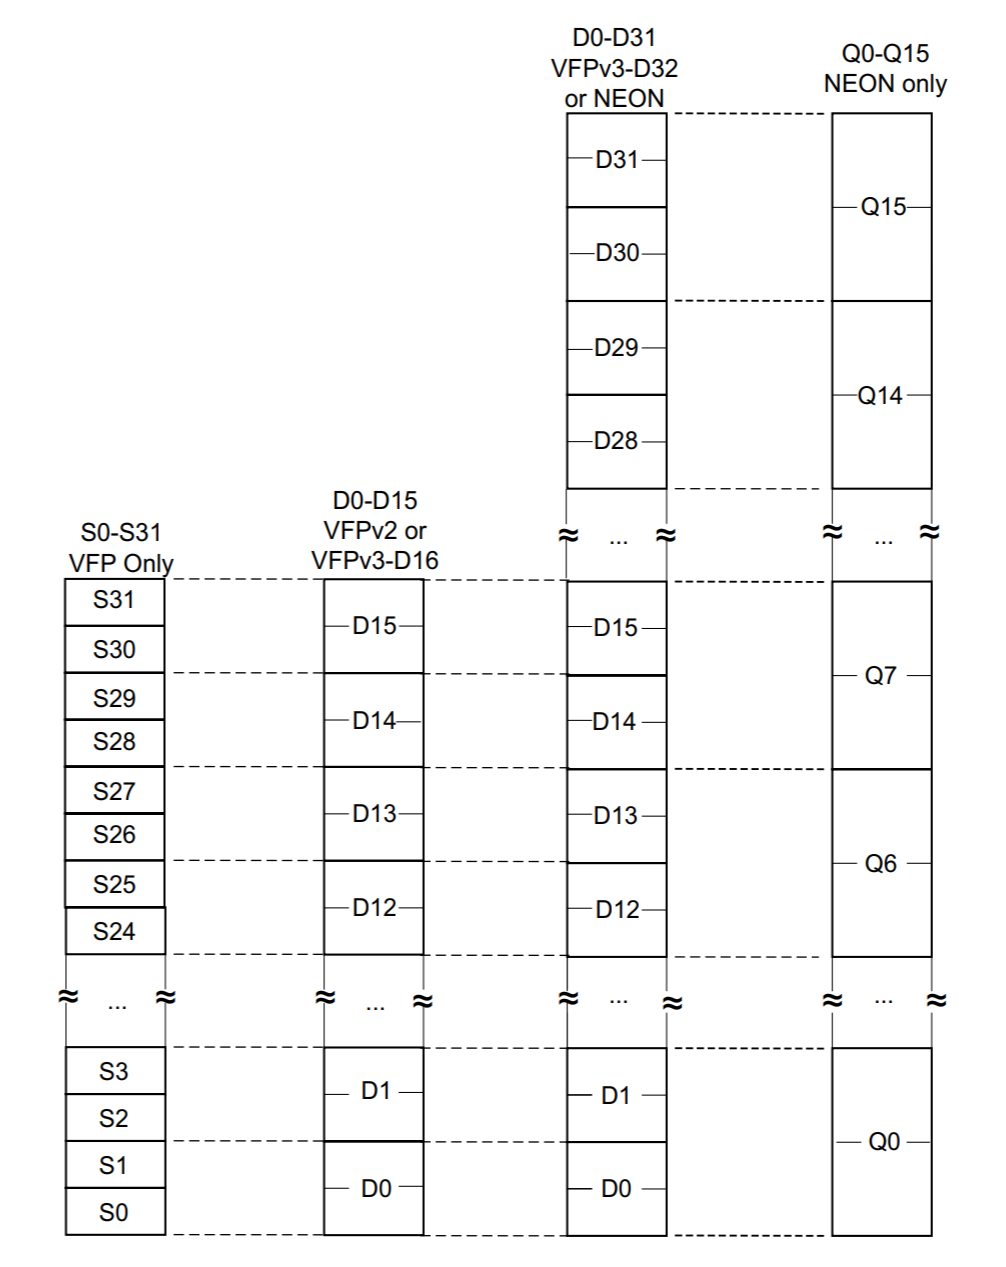 D0-D31
VFPv3-D32
or NEON
D31
D30
D29
D28
...
D15
D14
D13
D12
...
D1
D0
Q0-Q15
NEON only
Q15
Q14
...
Q7
Q6
...
Q0
S0-S31
VFP Only
S31
S30
S29
S28
S27
S26
S25
S24
...
S3
S2
S1
S0
D0-D15
VFPv2 or
VFPv3-D16
D15
D14
D13
D12
...
D1
D0